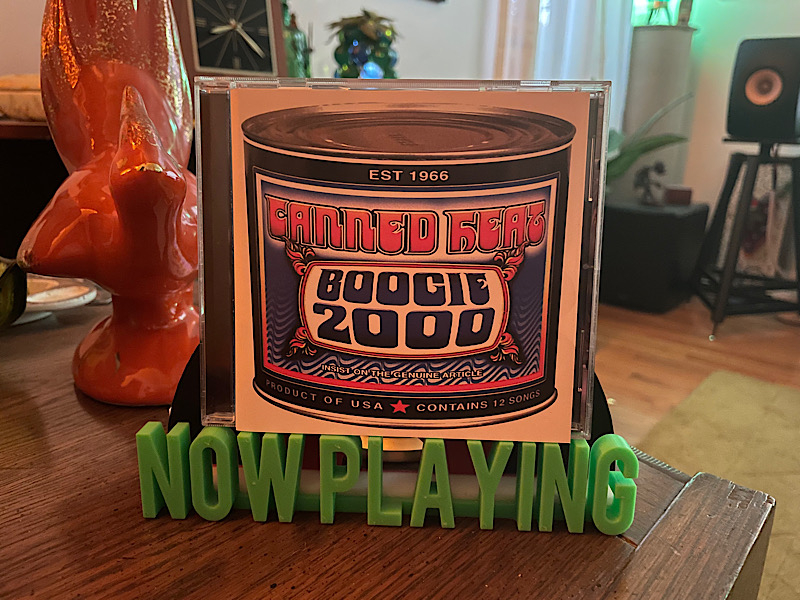 EST 1966
CANNED HEAT
BOOGIE
2000
INSIST ON THE GENUINE ARTICLE
PRODUCT OF USA ★ CONTAINS 12 SONGS
NOW PLAYING